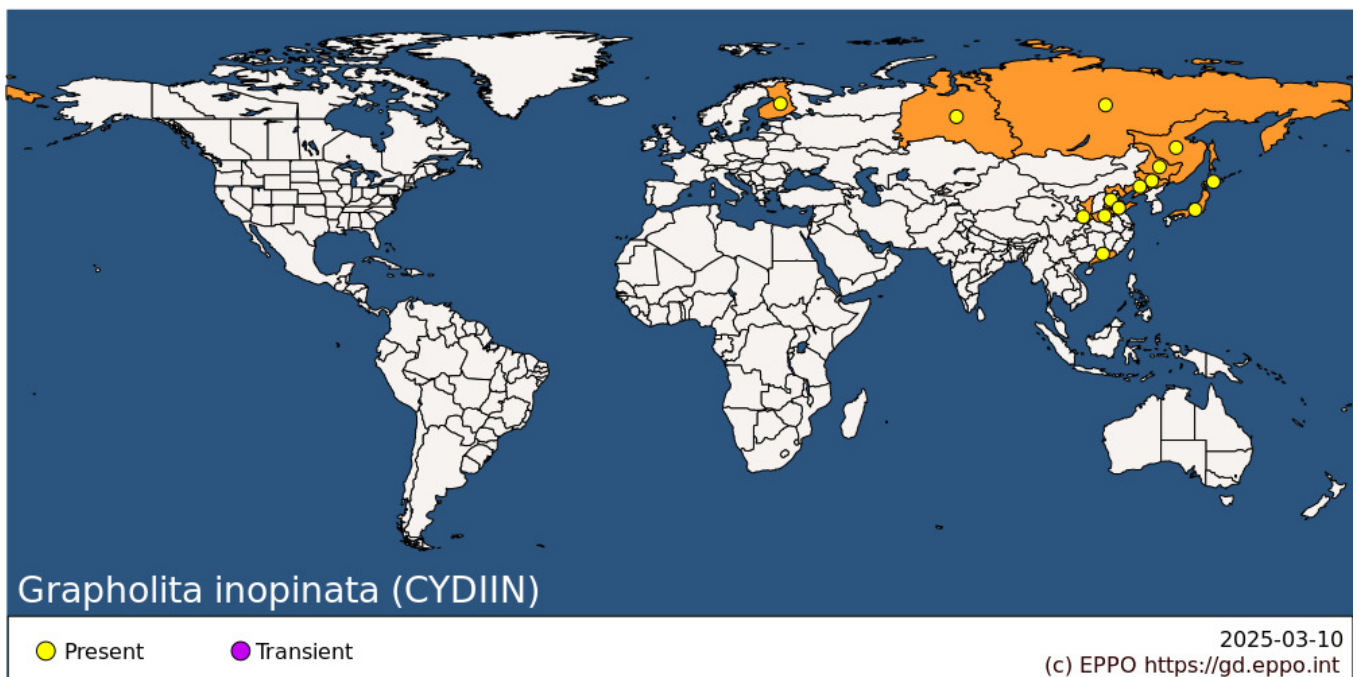 Grapholita inopinata (CYDIIN)
Present
Transient
2025-03-10
(c) EPPO https://gd.eppo.int